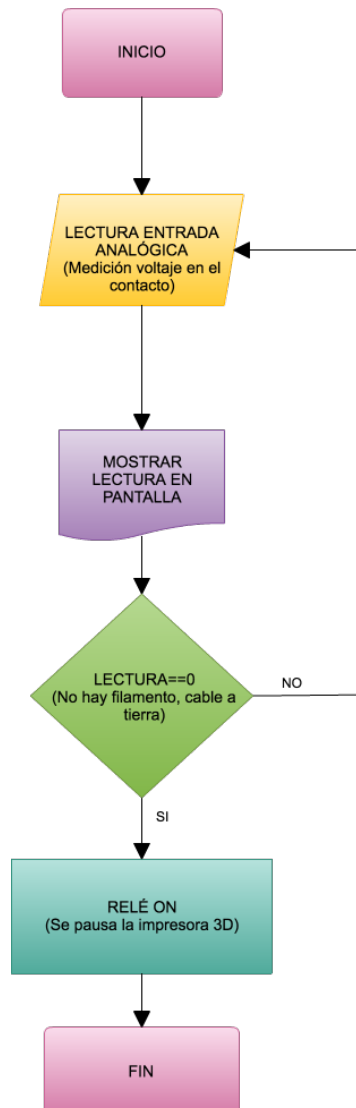 INICIO
LECTURA ENTRADA
ANALÓGICA
(Medición voltaje en el
contacto)
MOSTRAR
LECTURA EN
PANTALLA
LECTURA==0
(No hay filamento, cable a
tierra)
NO
SI
RELÉ ON
(Se pausa la impresora 3D)
FIN